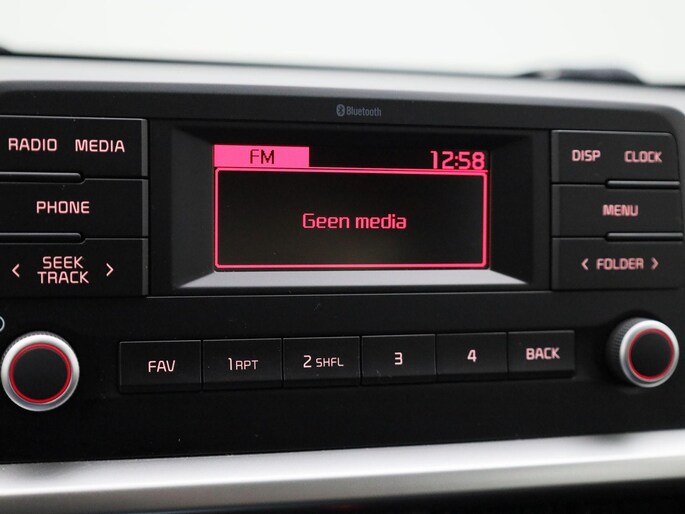 Bluetooth
RADIO MEDIA
FM 12:58
DISP CLOCK
PHONE
Geen media
MENU
< SEEK TRACK >
< FOLDER >
FAV 1 RPT 2 SHFL 3 4 BACK